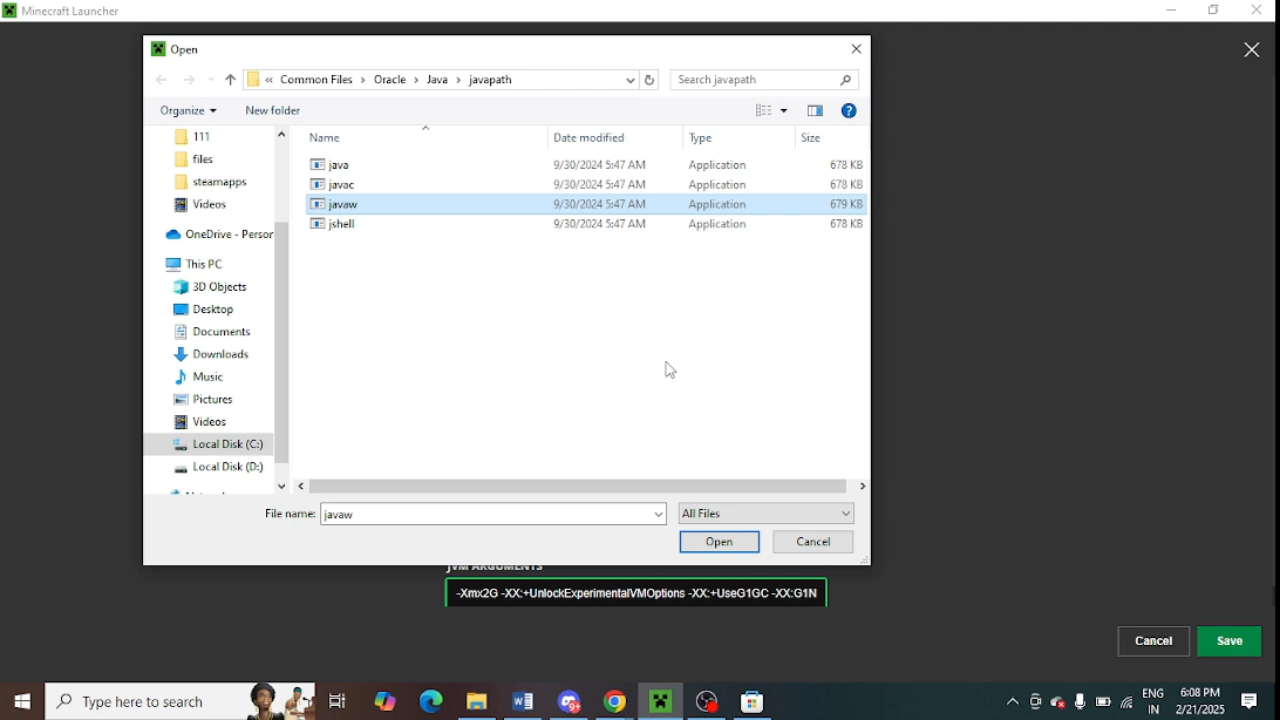 Minecraft Launcher
Open
« Common Files › Oracle › Java › javapath
Search javapath
Organize
New folder
111
files
steamapps
Videos
OneDrive - Person
This PC
3D Objects
Desktop
Documents
Downloads
Music
Pictures
Videos
Local Disk (C:)
Local Disk (D:)
Name Date modified Type Size
java 9/30/2024 5:47 AM Application 678 KB
javac 9/30/2024 5:47 AM Application 678 KB
javaw 9/30/2024 5:47 AM Application 679 KB
jshell 9/30/2024 5:47 AM Application 678 KB
File name: javaw
All Files
Open
Cancel
JVM ARGUMENTS
-Xmx2G -XX:+UnlockExperimentalVMOptions -XX:+UseG1GC -XX:G1N
Cancel
Save
Type here to search
ENG
IN
6:08 PM
2/21/2025